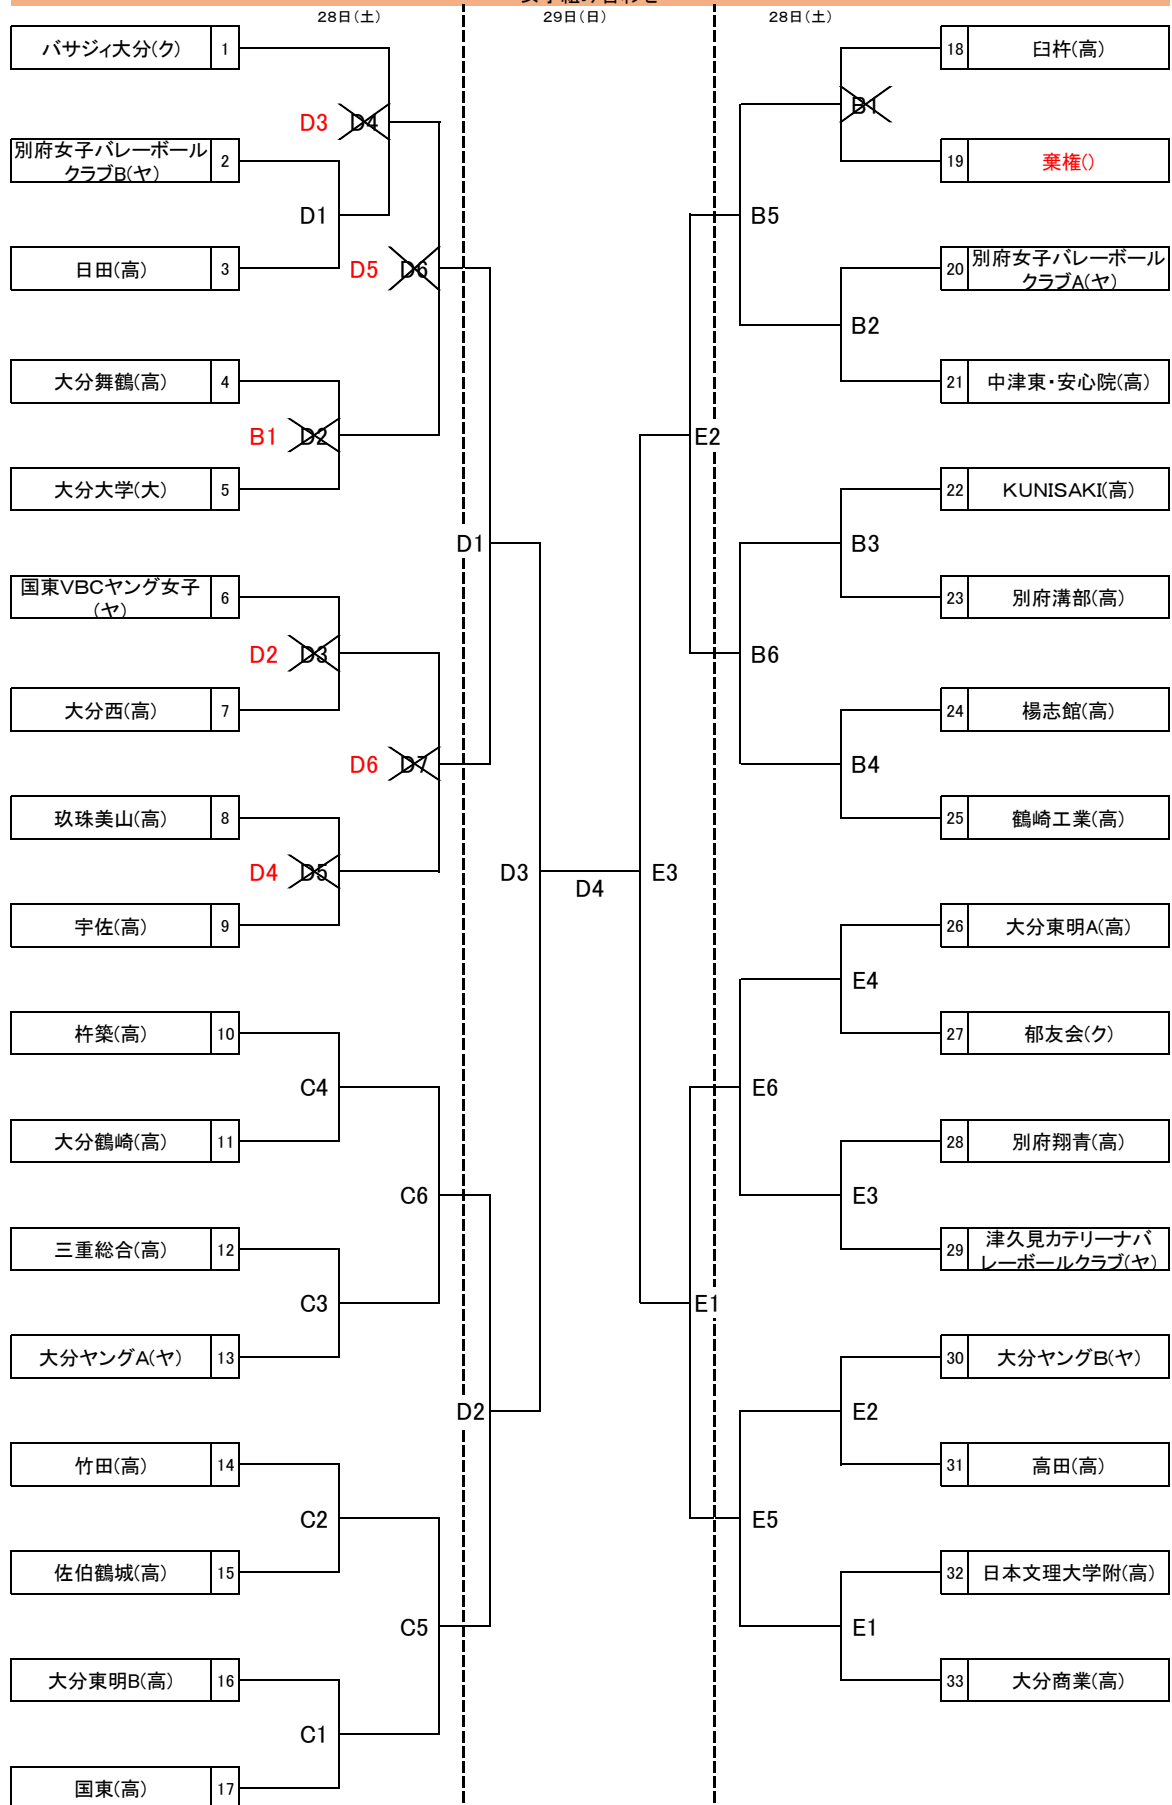 28日(土)
29日(日)
28日(土)
バサジィ大分(ク) 1
D3 D4
別府女子バレーボール
クラブB(ヤ) 2
D1
日田(高) 3
D5 D6
大分舞鶴(高) 4
B1 D2
大分大学(大) 5
D1
国東VBCヤング女子
(ヤ) 6
D2 D3
大分西(高) 7
D6 D7
玖珠美山(高) 8
D4 D5
宇佐(高) 9
D3
D4
E3
杵築(高) 10
C4
大分鶴崎(高) 11
C6
三重総合(高) 12
C3
大分ヤングA(ヤ) 13
D2
竹田(高) 14
C2
佐伯鶴城(高) 15
C5
大分東明B(高) 16
C1
国東(高) 17
18 臼杵(高)
B1
19 棄権()
B5
20 別府女子バレーボール
クラブA(ヤ)
B2
21 中津東・安心院(高)
E2
22 KUNISAKI(高)
B3
23 別府溝部(高)
B6
24 楊志館(高)
B4
25 鶴崎工業(高)
26 大分東明A(高)
E4
27 郁友会(ク)
E6
28 別府翔青(高)
E3
29 津久見カテリーナバ
レーボールクラブ(ヤ)
E1
30 大分ヤングB(ヤ)
E2
31 高田(高)
E5
32 日本文理大学附(高)
E1
33 大分商業(高)